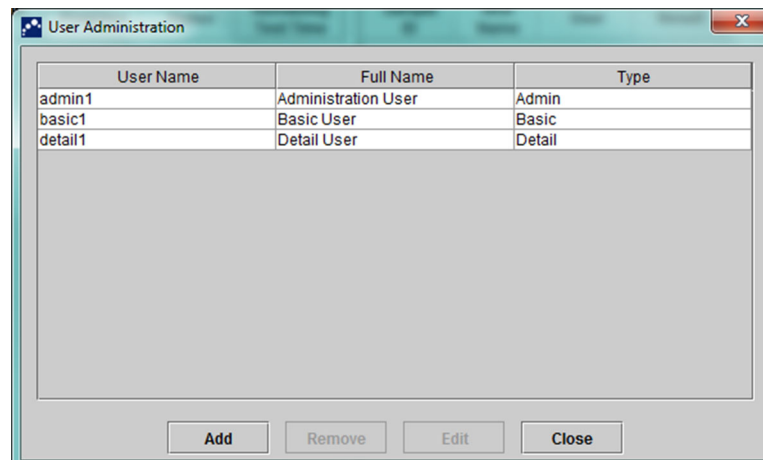 User Administration
User Name Full Name Type
admin1 Administration User Admin
basic1 Basic User Basic
detail1 Detail User Detail
Add Remove Edit Close